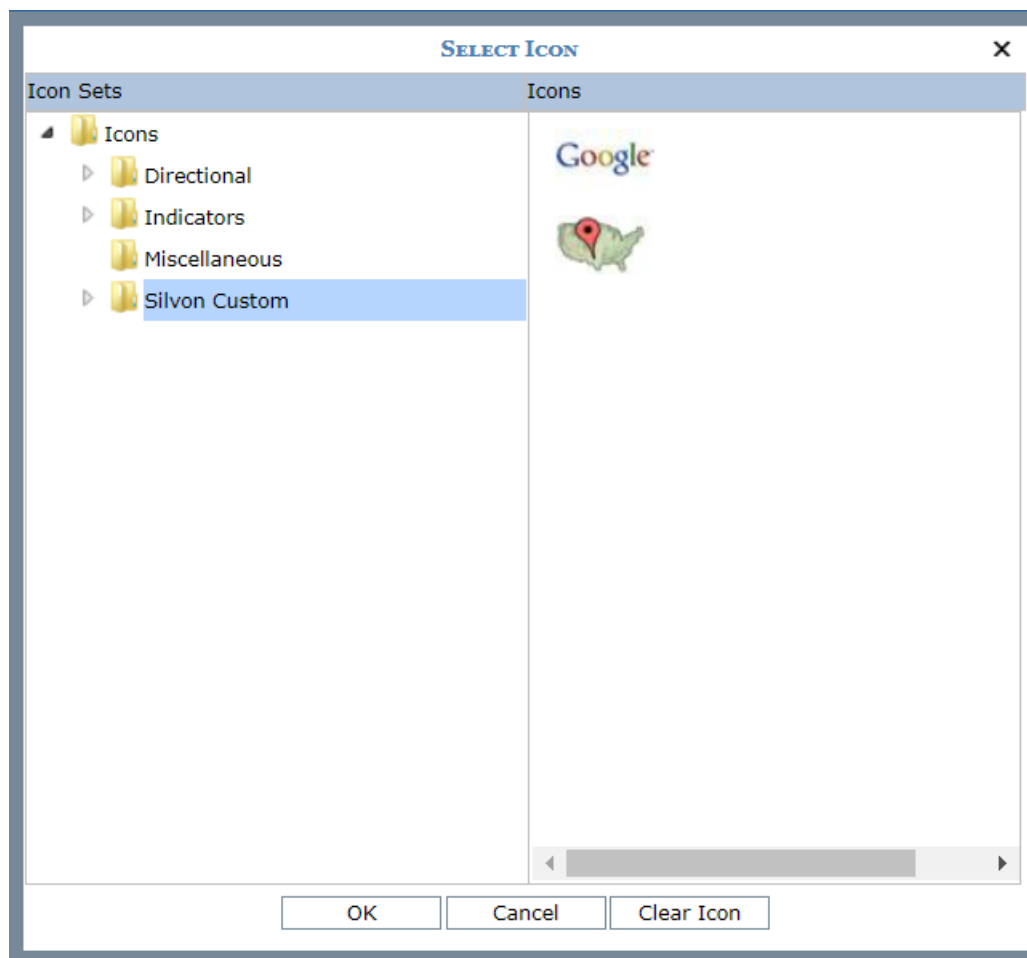 SELECT ICON
Icon Sets
Icons
Icons
Directional
Indicators
Miscellaneous
Silvon Custom
Google
OK
Cancel
Clear Icon